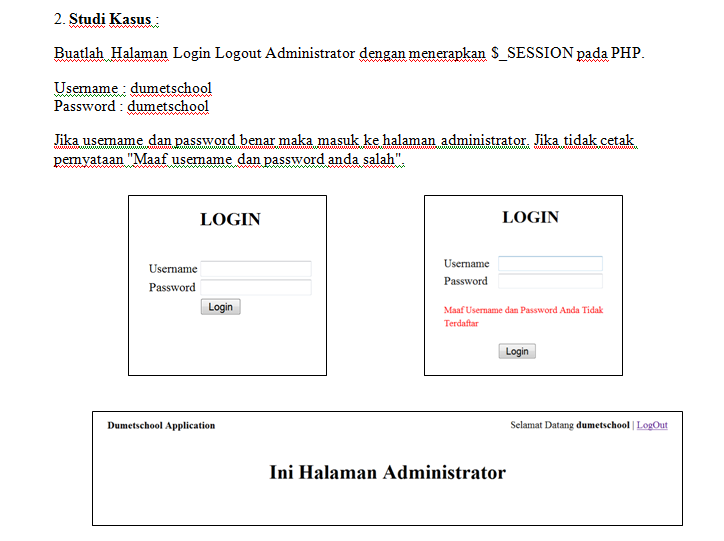 2. Studi Kasus :
Buatlah Halaman Login Logout Administrator dengan menerapkan $_SESSION pada PHP.
Username : dumetschool
Password : dumetschool
Jika username dan password benar maka masuk ke halaman administrator. Jika tidak cetak
pernyataan "Maaf username dan password anda salah".
LOGIN
Username
Password
Login
LOGIN
Username
Password
Maaf Username dan Password Anda Tidak
Terdaftar
Login
Dumetschool Application
Selamat Datang dumetschool | LogOut
Ini Halaman Administrator